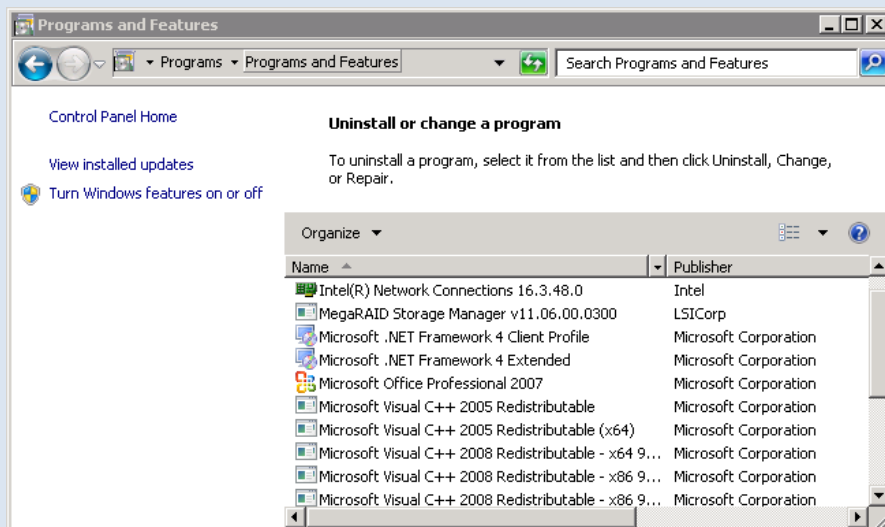 Programs and Features
Programs Programs and Features Search Programs and Features
Control Panel Home
View installed updates
Turn Windows features on or off
Uninstall or change a program
To uninstall a program, select it from the list and then click Uninstall, Change,
or Repair.
Organize
Name Publisher
Intel(R) Network Connections 16.3.48.0 Intel
MegaRAID Storage Manager v11.06.00.0300 LSICorp
Microsoft .NET Framework 4 Client Profile Microsoft Corporation
Microsoft .NET Framework 4 Extended Microsoft Corporation
Microsoft Office Professional 2007 Microsoft Corporation
Microsoft Visual C++ 2005 Redistributable Microsoft Corporation
Microsoft Visual C++ 2005 Redistributable (x64) Microsoft Corporation
Microsoft Visual C++ 2008 Redistributable - x64 9... Microsoft Corporation
Microsoft Visual C++ 2008 Redistributable - x86 9... Microsoft Corporation
Microsoft Visual C++ 2008 Redistributable - x86 9... Microsoft Corporation